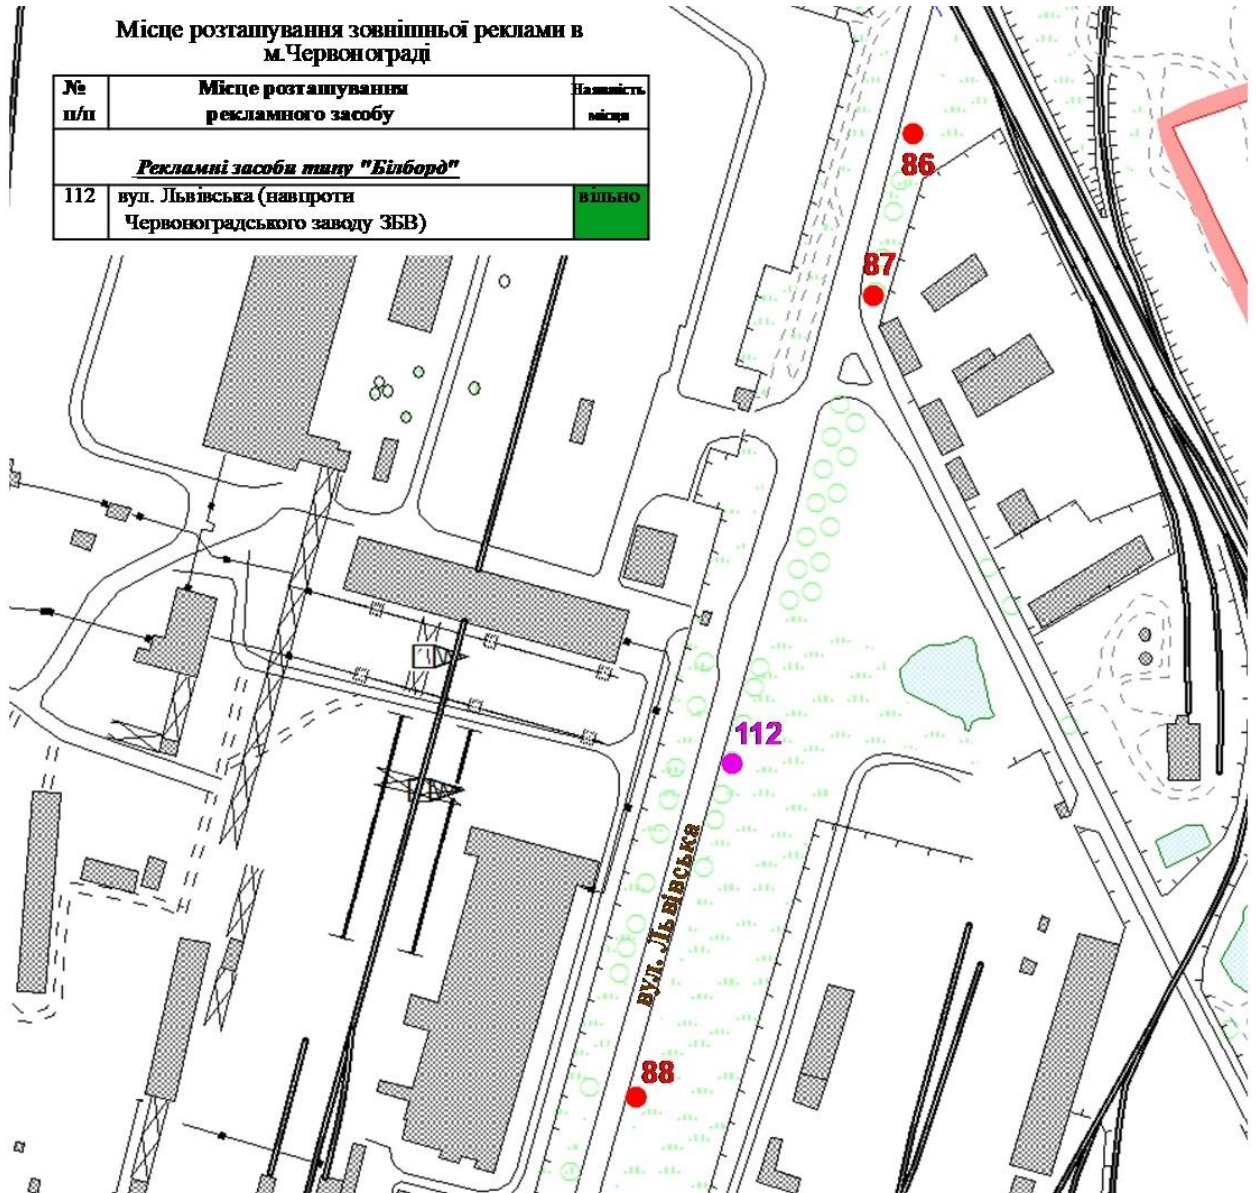 Місце розташування зовнішньої реклами в
м.Червонограді
№ Місце розташування Наявність
п/п рекламного засобу місця
Рекламні засоби типу "Білборд"
112 вул. Львівська (навпроти вільно
Червоноградського заводу ЗБВ)
86
87
112
вул. Львівська
88